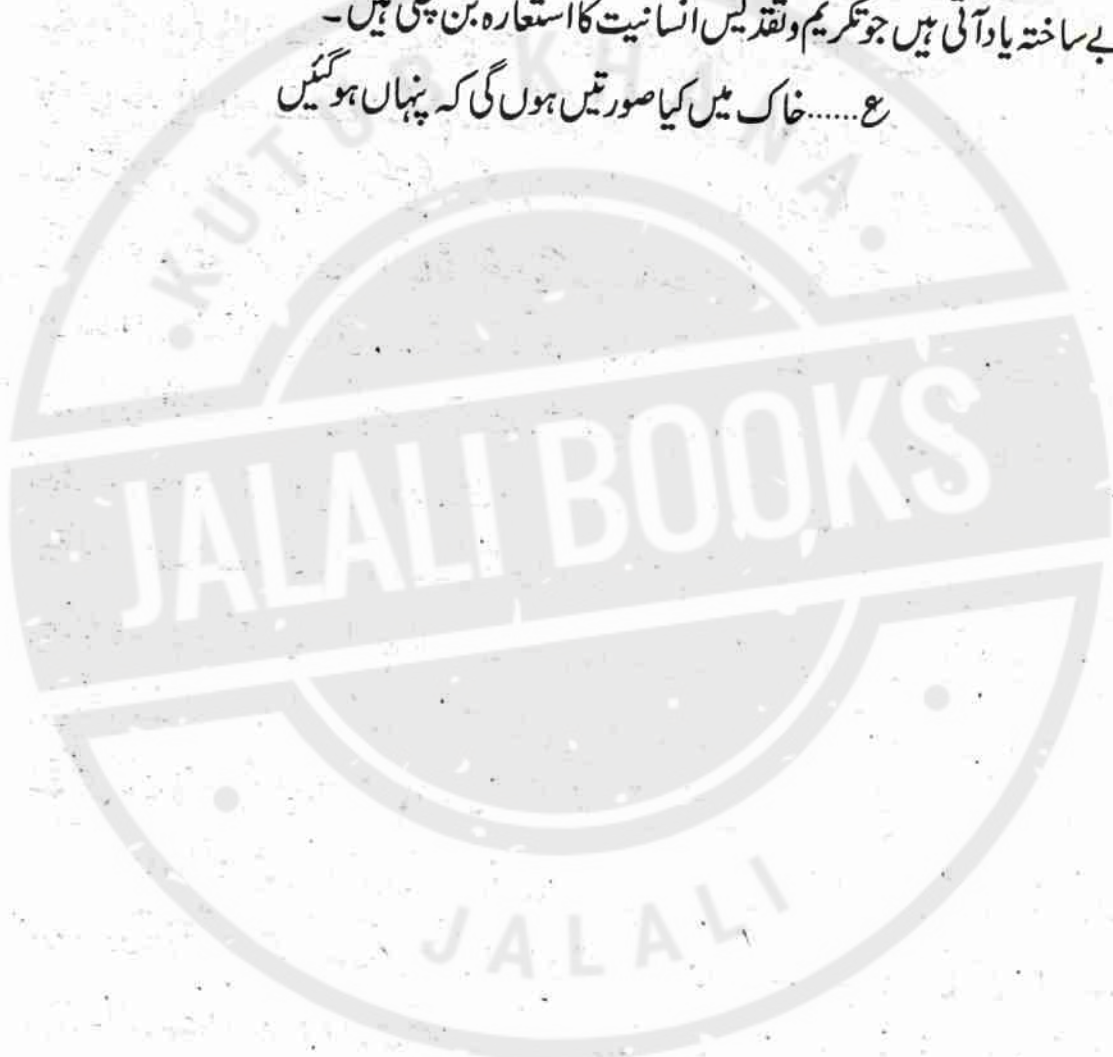 بے ساختہ یاد آتی ہیں جو تکریم و تقدیس انسانیت کا استعارہ بن چکی ہیں ۔
ع......خاک میں کیا صورتیں ہوں گی کہ پنہاں ہو گئیں
KUTUB KHANA
JALALI BOOKS
JALALI